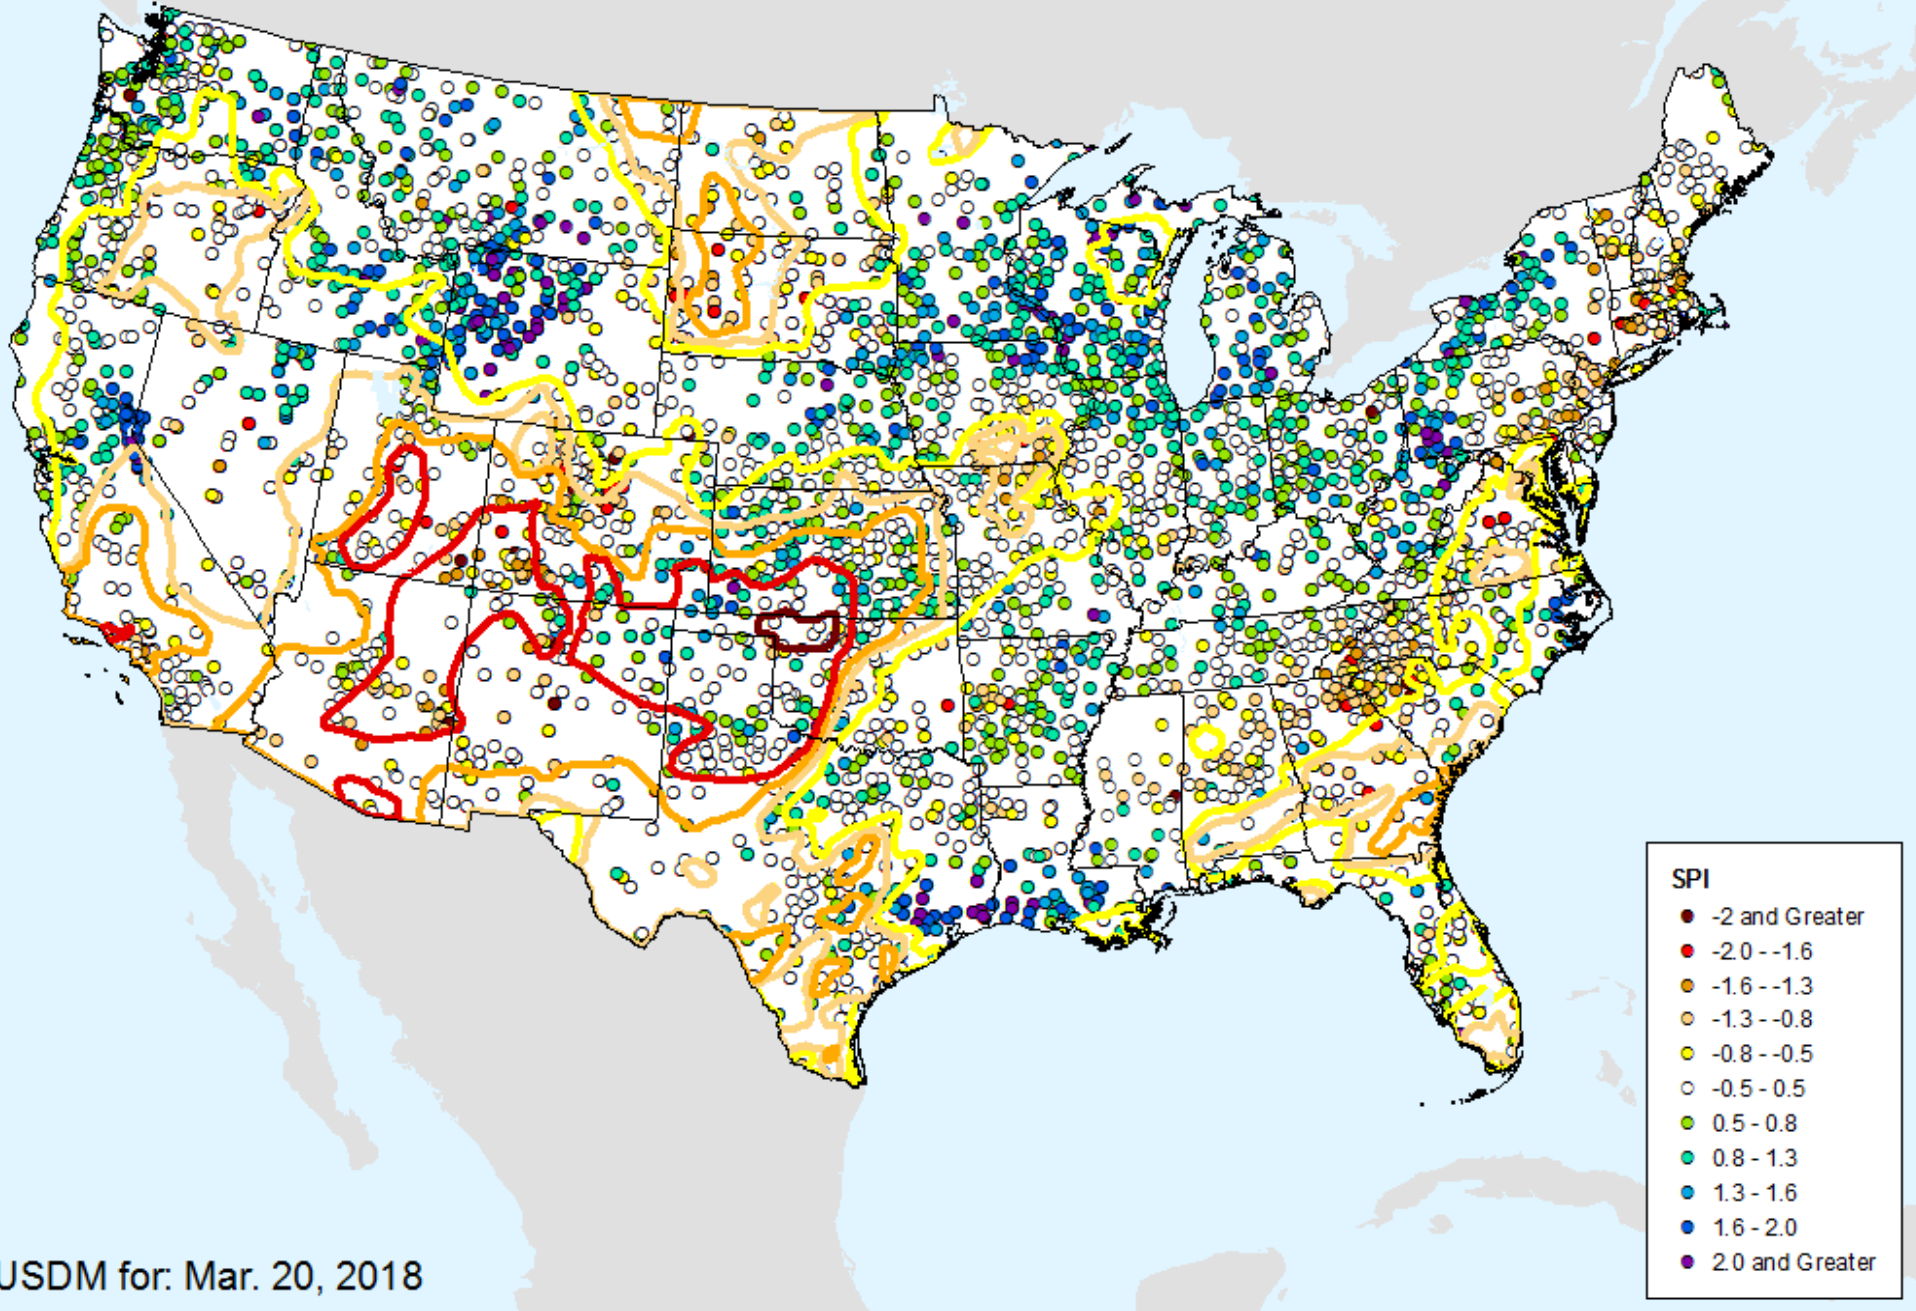 SPI
-2 and Greater
-2.0 - -1.6
-1.6 - -1.3
-1.3 - -0.8
-0.8 - -0.5
-0.5 - 0.5
0.5 - 0.8
0.8 - 1.3
1.3 - 1.6
1.6 - 2.0
2.0 and Greater
USDM for: Mar. 20, 2018